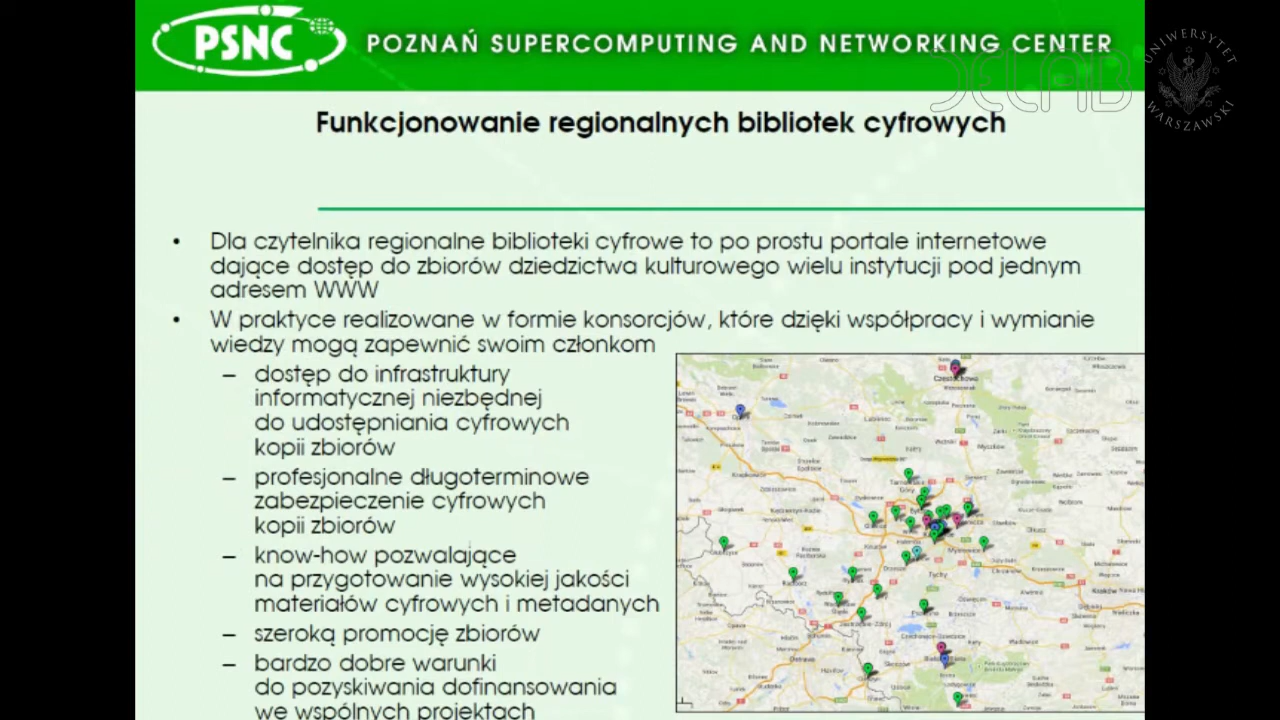 PSNC
POZNAŃ SUPERCOMPUTING AND NETWORKING CENTER
DELAB
UNIWERSYTET
WARSZAWSKI
Funkcjonowanie regionalnych bibliotek cyfrowych
• Dla czytelnika regionalne biblioteki cyfrowe to po prostu portale internetowe
dające dostęp do zbiorów dziedzictwa kulturowego wielu instytucji pod jednym
adresem WWW
• W praktyce realizowane w formie konsorcjów, które dzięki współpracy i wymianie
wiedzy mogą zapewnić swoim członkom
– dostęp do infrastruktury
informatycznej niezbędnej
do udostępniania cyfrowych
kopii zbiorów
– profesjonalne długoterminowe
zabezpieczenie cyfrowych
kopii zbiorów
– know-how pozwalające
na przygotowanie wysokiej jakości
materiałów cyfrowych i metadanych
– szeroką promocję zbiorów
– bardzo dobre warunki
do pozyskiwania dofinansowania
we wspólnych projektach
Częstochowa
Tychy
Oświęcim
Ostrawa